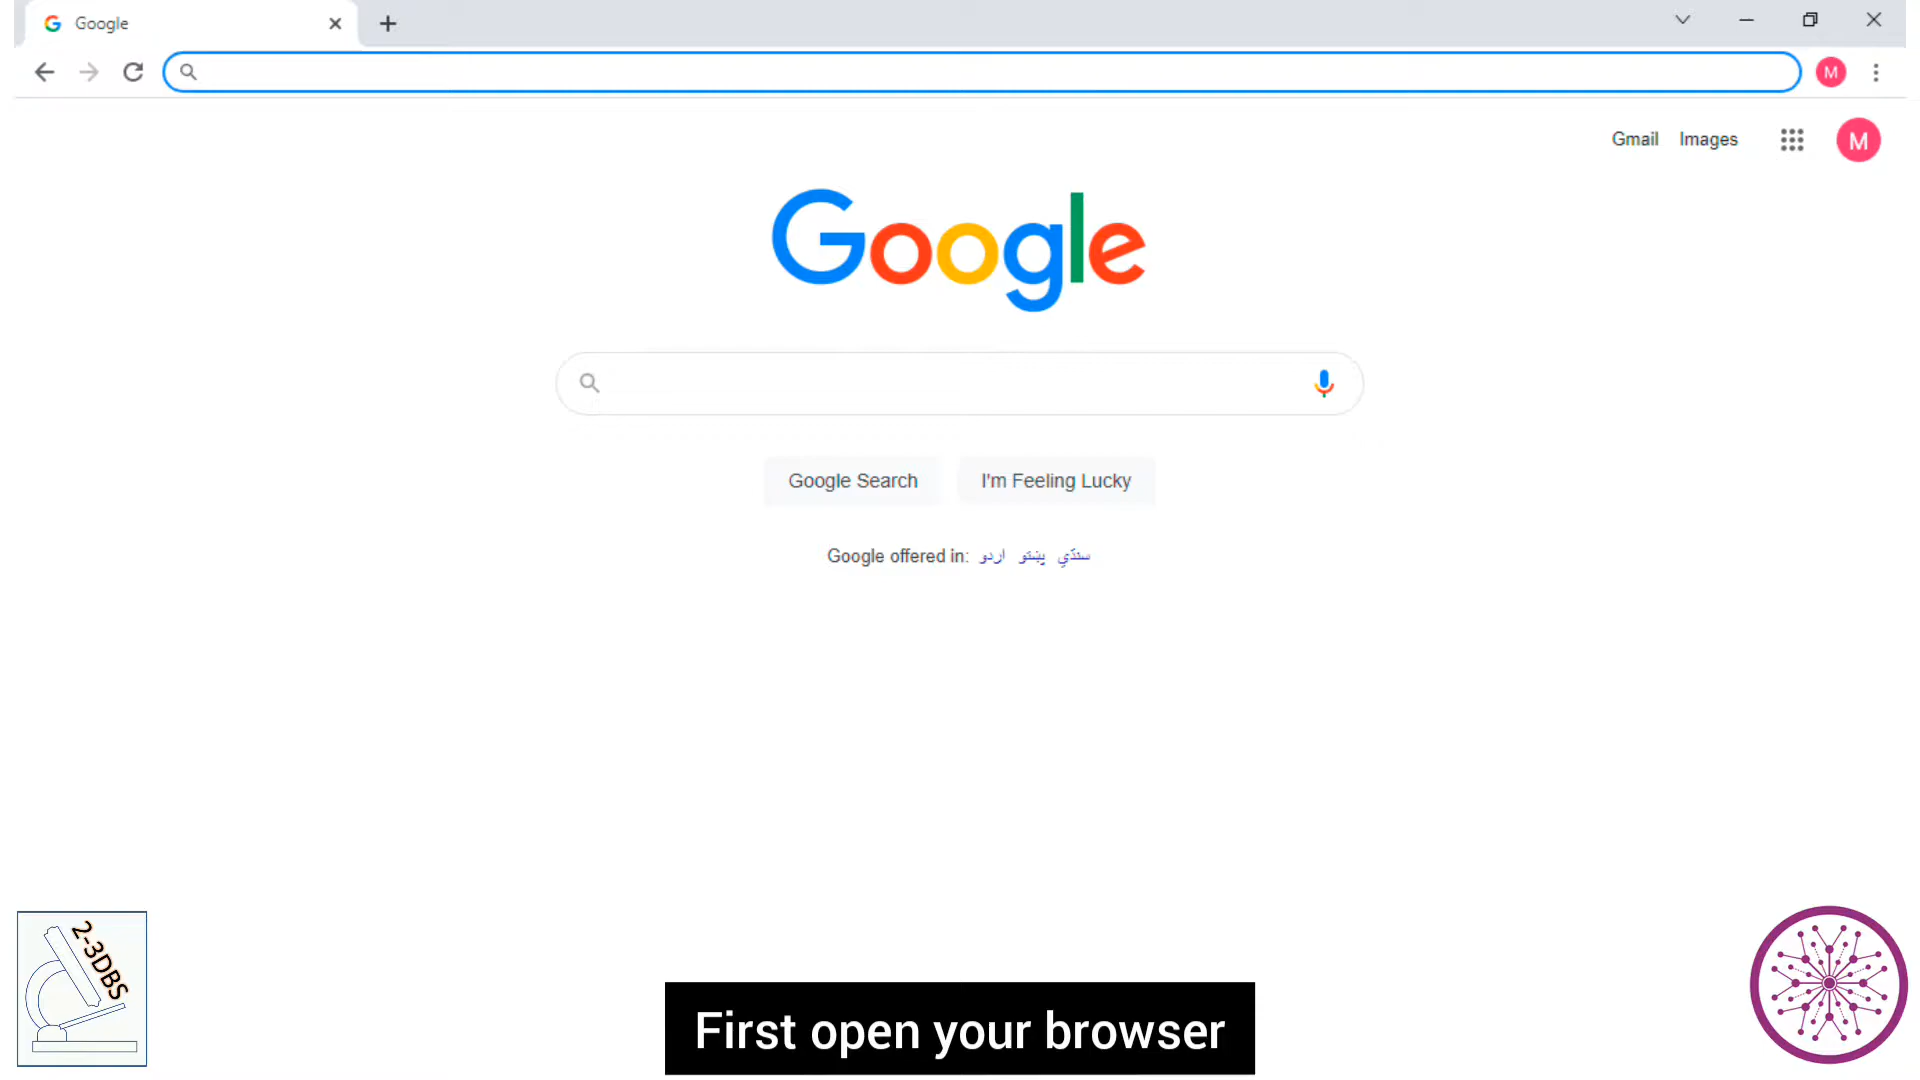 Google
M
Gmail Images
M
Google
Google Search
I'm Feeling Lucky
Google offered in: اردو پښتو سنڌي
2-3DBS
First open your browser